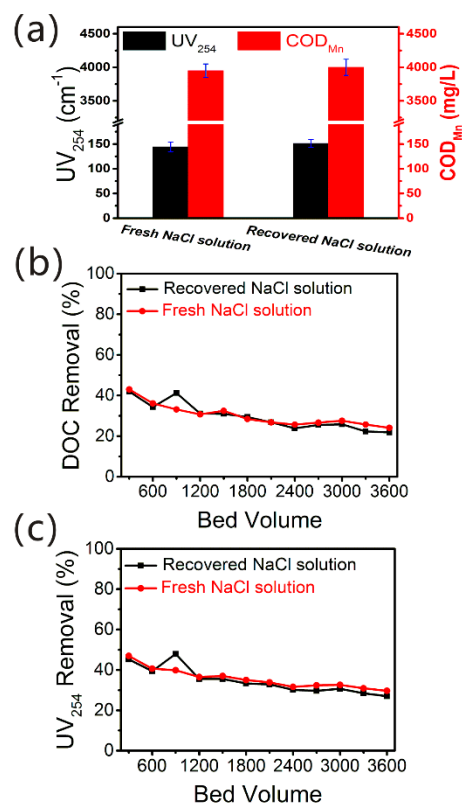 (a)
UV254 CODMn
4500 4500
4000 4000
3500 3500
150 150
125
100 100
75
50 50
25
0 0
UV254 (cm-1)
CODMn (mg/L)
Fresh NaCl solution Recovered NaCl solution
(b)
100
80
60
40
20
0
DOC Removal (%)
Recovered NaCl solution
Fresh NaCl solution
600 1200 1800 2400 3000 3600
Bed Volume
(c)
100
80
60
40
20
0
UV254 Removal (%)
Recovered NaCl solution
Fresh NaCl solution
600 1200 1800 2400 3000 3600
Bed Volume